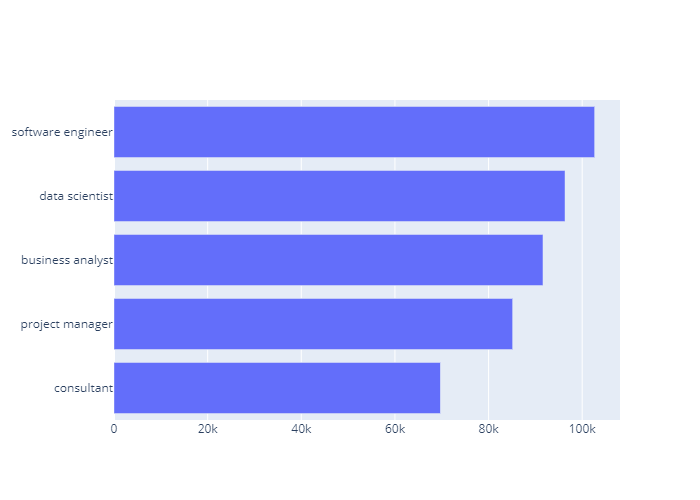 software engineer
data scientist
business analyst
project manager
consultant
0 20k 40k 60k 80k 100k